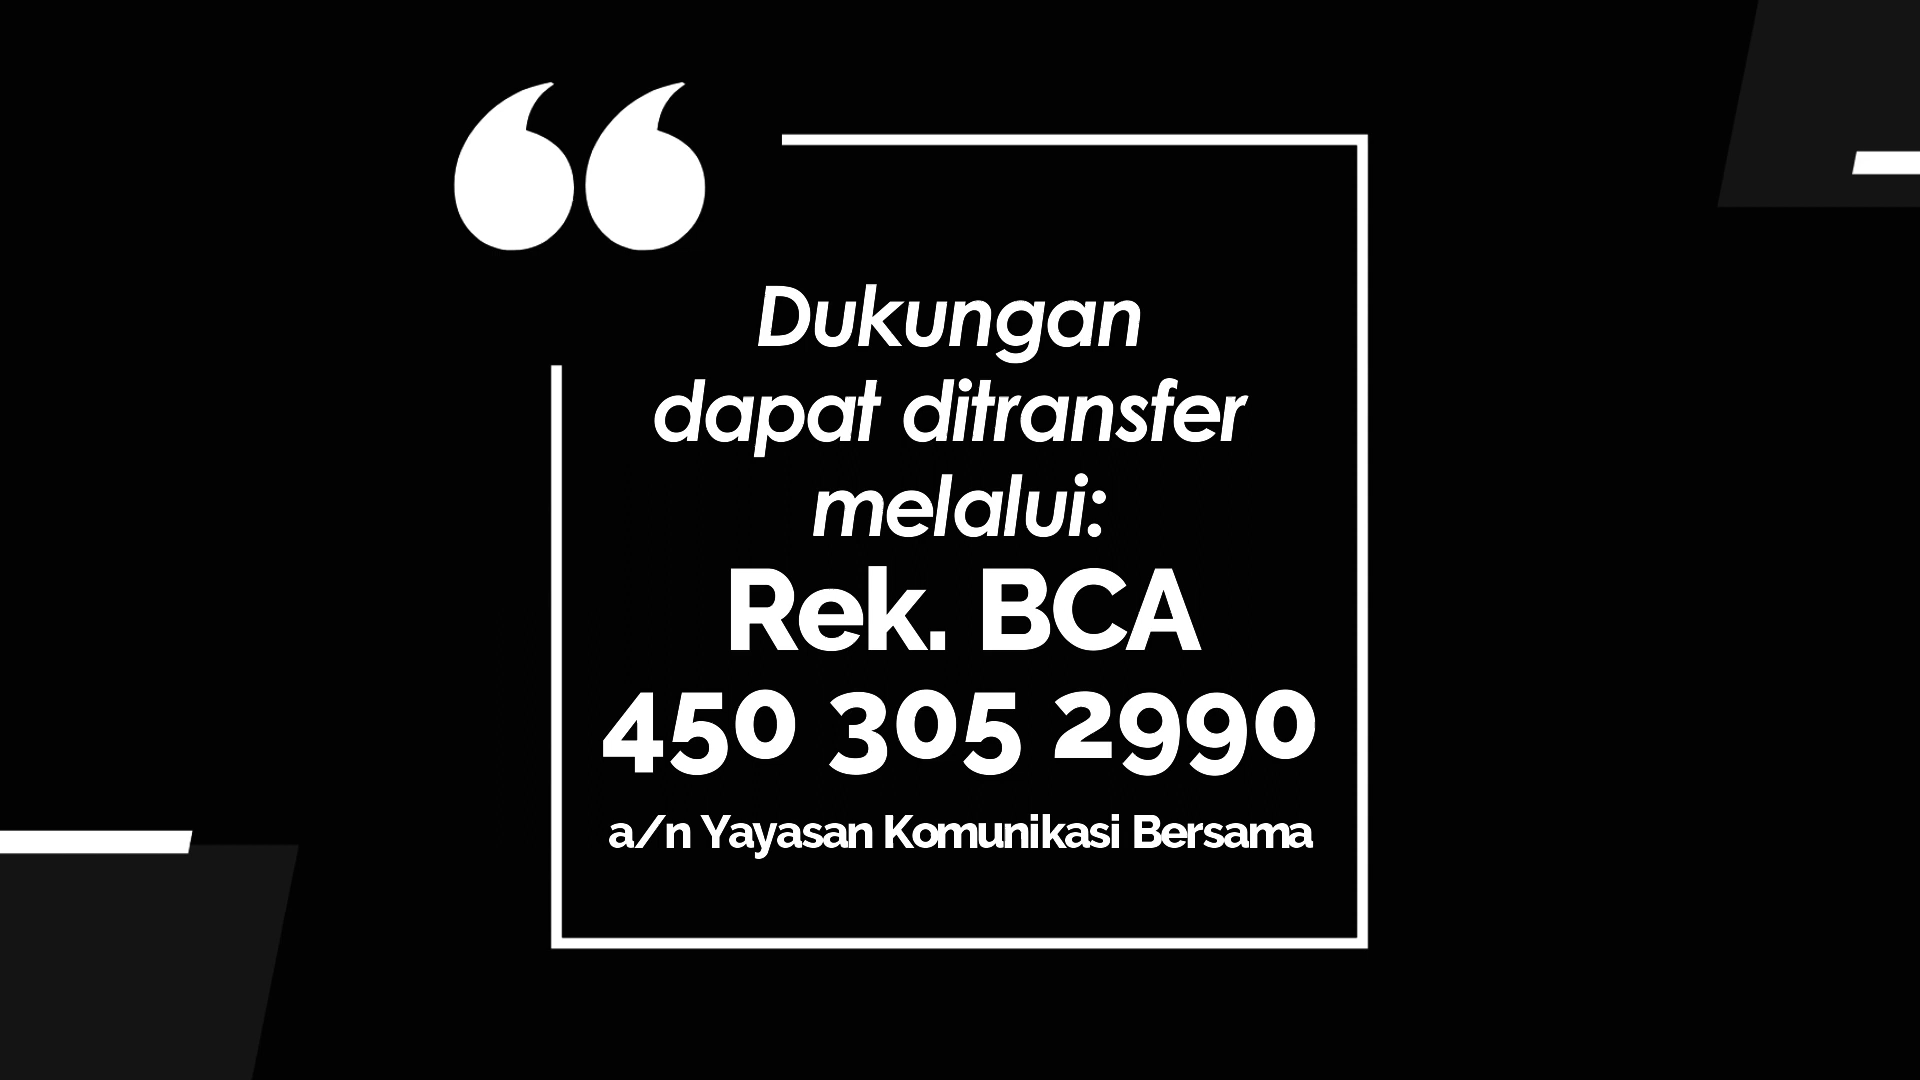 Dukungan
dapat ditransfer
melalui:
Rek. BCA
450 305 2990
a/n Yayasan Komunikasi Bersama